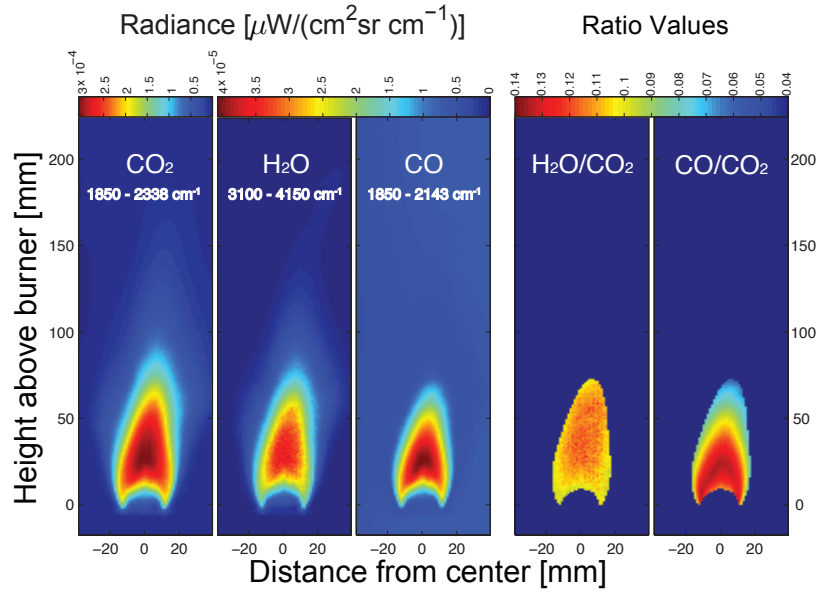 Radiance [μW/(cm²sr cm⁻¹)] Ratio Values
3 x 10⁻⁴ 2.5 2 1.5 1 0.5 4 x 10⁻⁵ 3.5 3 2.5 2 1.5 1 0.5 0 0.14 0.13 0.12 0.11 0.1 0.09 0.08 0.07 0.06 0.05 0.04
CO₂ H₂O CO H₂O/CO₂ CO/CO₂
1850 - 2338 cm⁻¹ 3100 - 4150 cm⁻¹ 1850 - 2143 cm⁻¹
200 200
150 150
100 100
50 50
0 0
−20 0 20 −20 0 20 −20 0 20 −20 0 20 −20 0 20
Height above burner [mm]
Distance from center [mm]